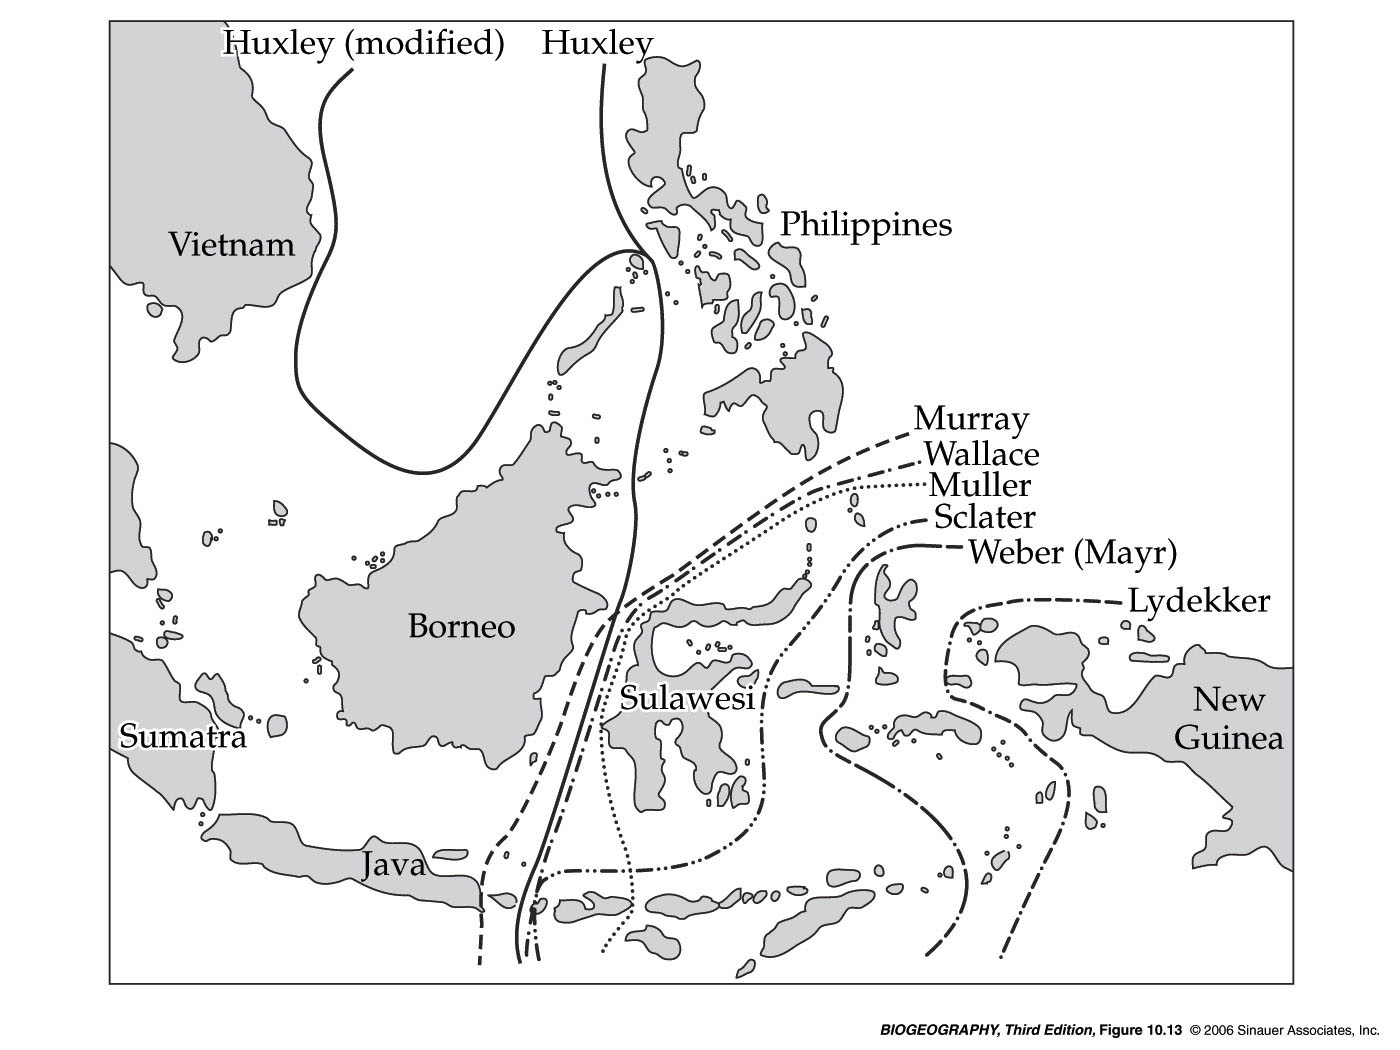 Huxley (modified)
Huxley
Vietnam
Philippines
Murray
Wallace
Muller
Sclater
Weber (Mayr)
Lydekker
Borneo
Sulawesi
New
Guinea
Sumatra
Java
BIOGEOGRAPHY, Third Edition, Figure 10.13 © 2006 Sinauer Associates, Inc.